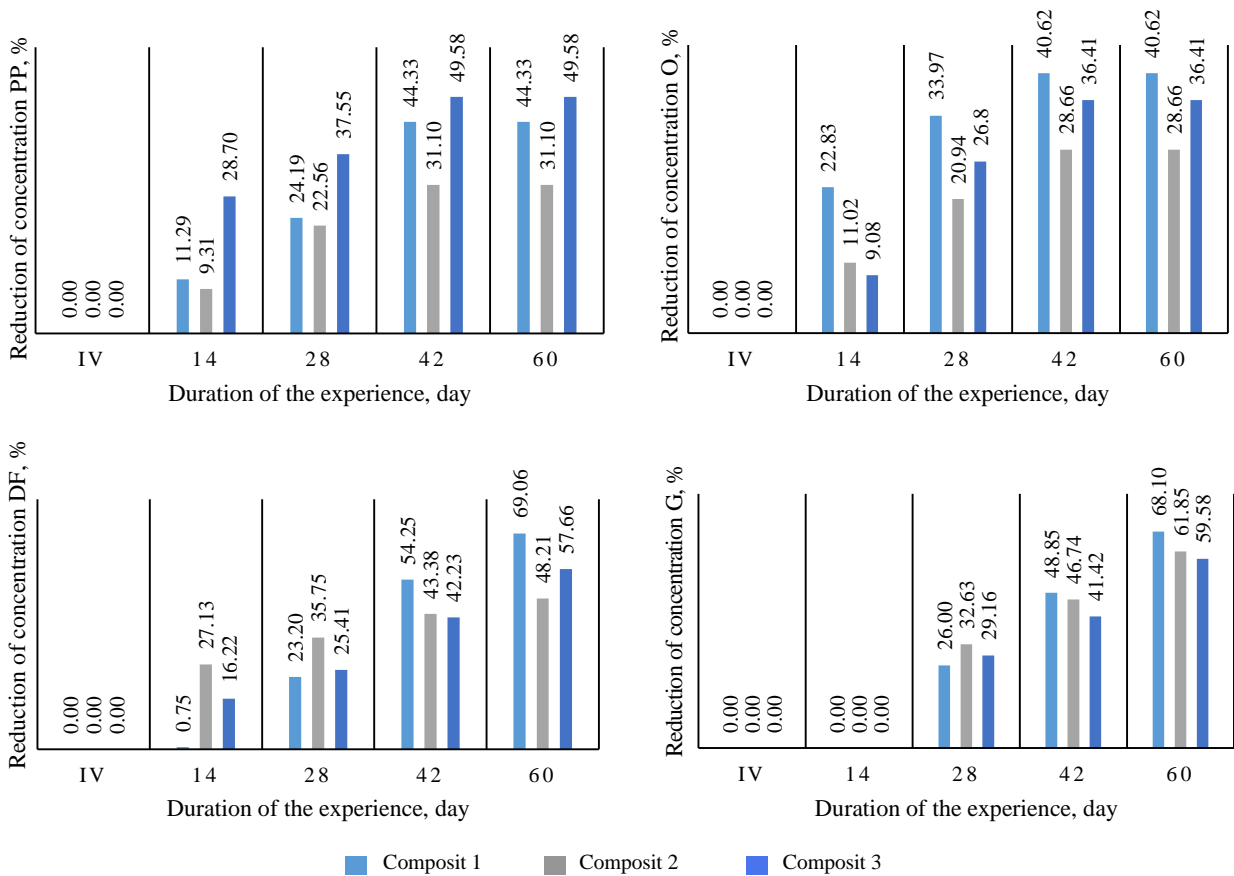 Reduction of concentration PP, %
0.00 0.00 0.00
11.29 9.31 28.70
24.19 22.56 37.55
44.33 31.10 49.58
44.33 31.10 49.58
IV 14 28 42 60
Duration of the experience, day
Reduction of concentration O, %
0.00 0.00 0.00
22.83 11.02 9.08
33.97 20.94 26.8
40.62 28.66 36.41
40.62 28.66 36.41
IV 14 28 42 60
Duration of the experience, day
Reduction of concentration DF, %
0.00 0.00 0.00
0.75 27.13 16.22
23.20 35.75 25.41
54.25 43.38 42.23
69.06 48.21 57.66
IV 14 28 42 60
Duration of the experience, day
Reduction of concentration G, %
0.00 0.00 0.00
0.00 0.00 0.00
26.00 32.63 29.16
48.85 46.74 41.42
68.10 61.85 59.58
IV 14 28 42 60
Duration of the experience, day
Composit 1 Composit 2 Composit 3